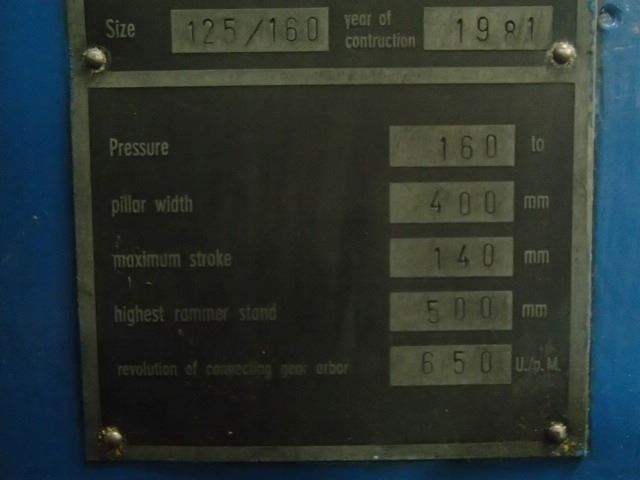 Size 125/160 year of contruction 1981
Pressure 160 to
pillar width 400 mm
maximum stroke 140 mm
highest rammer stand 500 mm
revolution of connecting gear arbor 650 U./p.M.